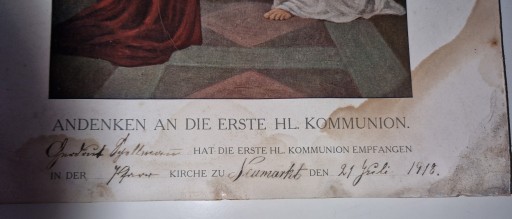 ANDENKEN AN DIE ERSTE HL. KOMMUNION.
HAT DIE ERSTE HL. KOMMUNION EMPFANGEN
IN DER Pfarr KIRCHE ZU Neumarkt DEN 21 Juli 1918.